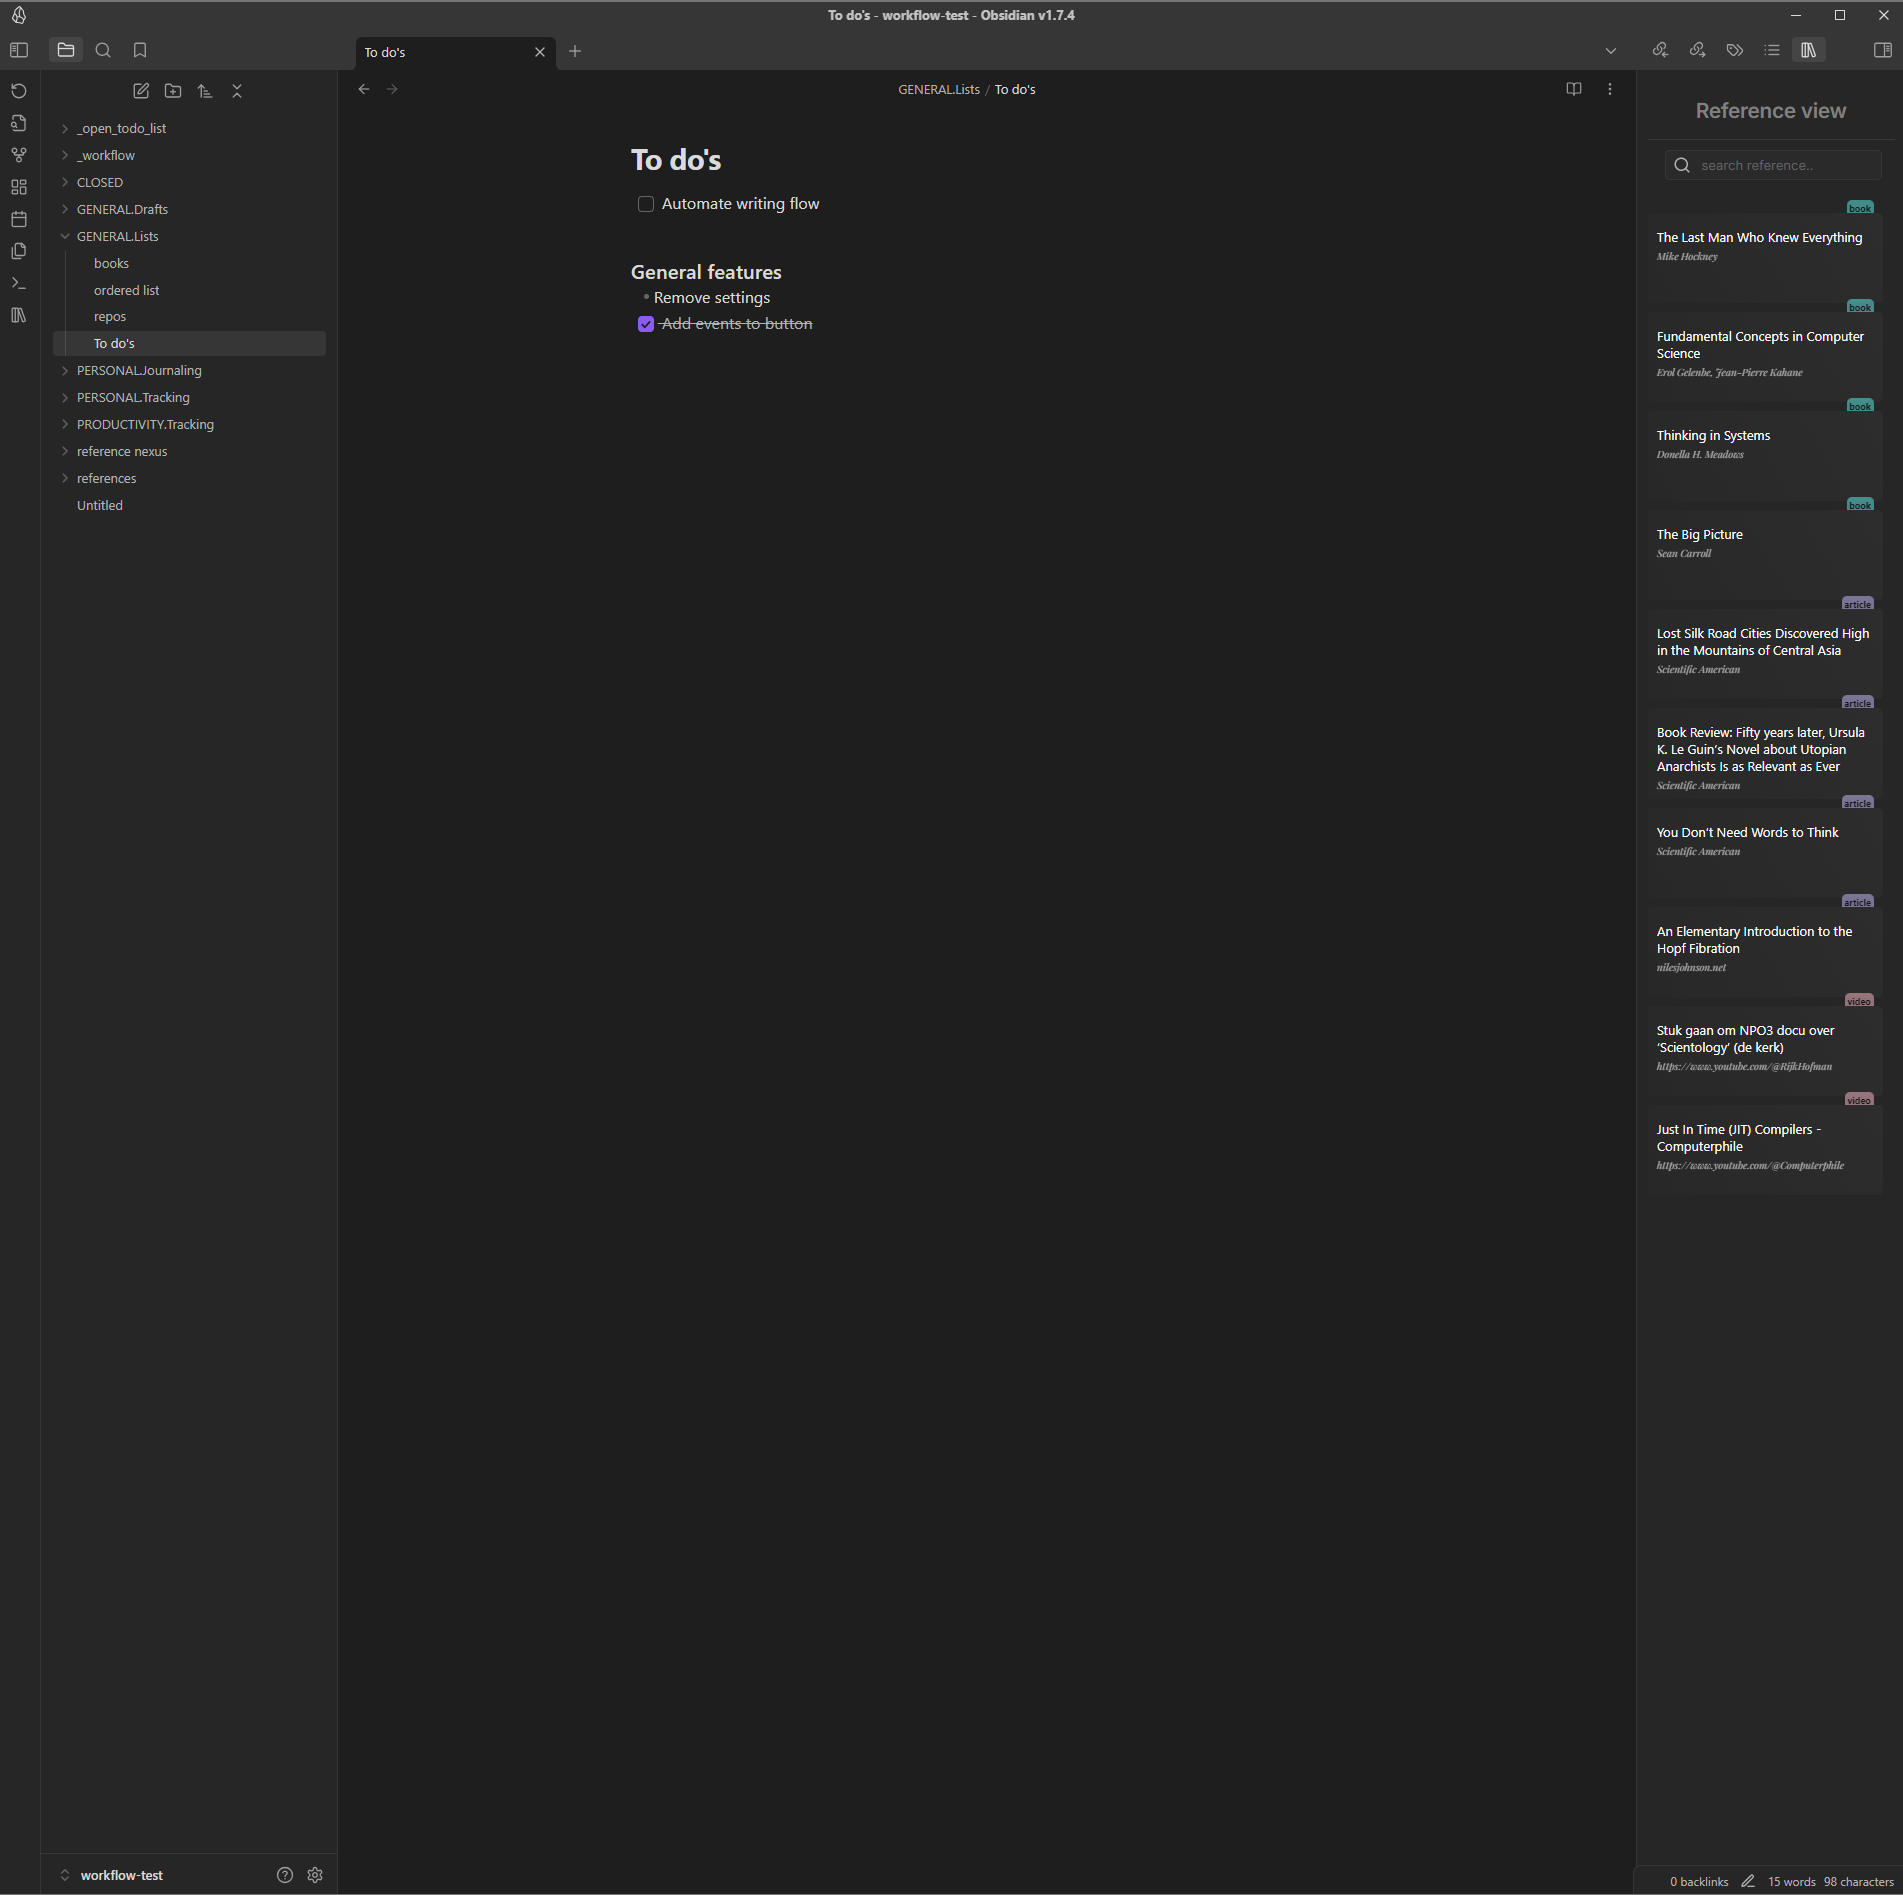 To do's - workflow-test - Obsidian v1.7.4
To do's
GENERAL.Lists / To do's
_open_todo_list
_workflow
CLOSED
GENERAL.Drafts
GENERAL.Lists
books
ordered list
repos
To do's
PERSONAL.Journaling
PERSONAL.Tracking
PRODUCTIVITY.Tracking
reference nexus
references
Untitled
workflow-test
To do's
Automate writing flow
General features
Remove settings
Add events to button
Reference view
search reference..
book
The Last Man Who Knew Everything
Mike Hockney
book
Fundamental Concepts in Computer
Science
Erol Gelenbe, Jean-Pierre Kahane
book
Thinking in Systems
Donella H. Meadows
book
The Big Picture
Sean Carroll
article
Lost Silk Road Cities Discovered High
in the Mountains of Central Asia
Scientific American
article
Book Review: Fifty years later, Ursula
K. Le Guin’s Novel about Utopian
Anarchists Is as Relevant as Ever
Scientific American
article
You Don’t Need Words to Think
Scientific American
article
An Elementary Introduction to the
Hopf Fibration
nilesjohnson.net
video
Stuk gaan om NPO3 docu over
‘Scientology’ (de kerk)
https://www.youtube.com/@RijkHofman
video
Just In Time (JIT) Compilers -
Computerphile
https://www.youtube.com/@Computerphile
0 backlinks 15 words 98 characters